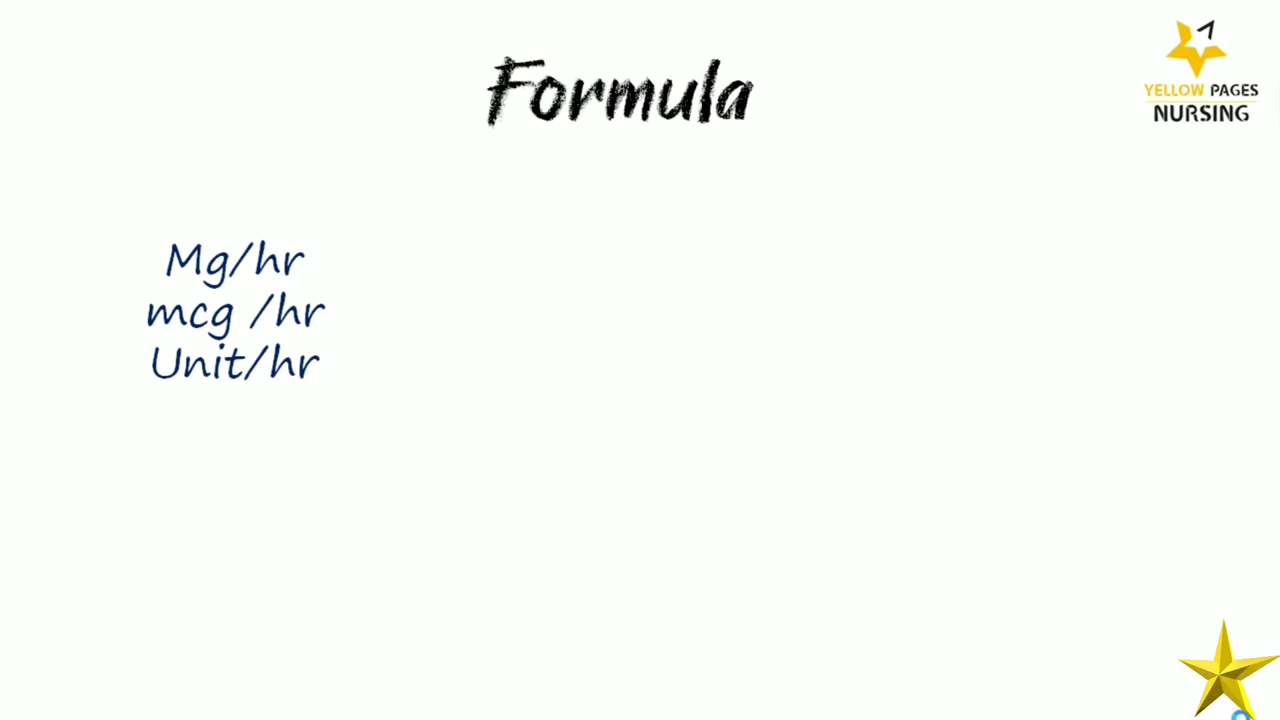 Formula
YELLOW PAGES
NURSING
Mg/hr
mcg /hr
Unit/hr